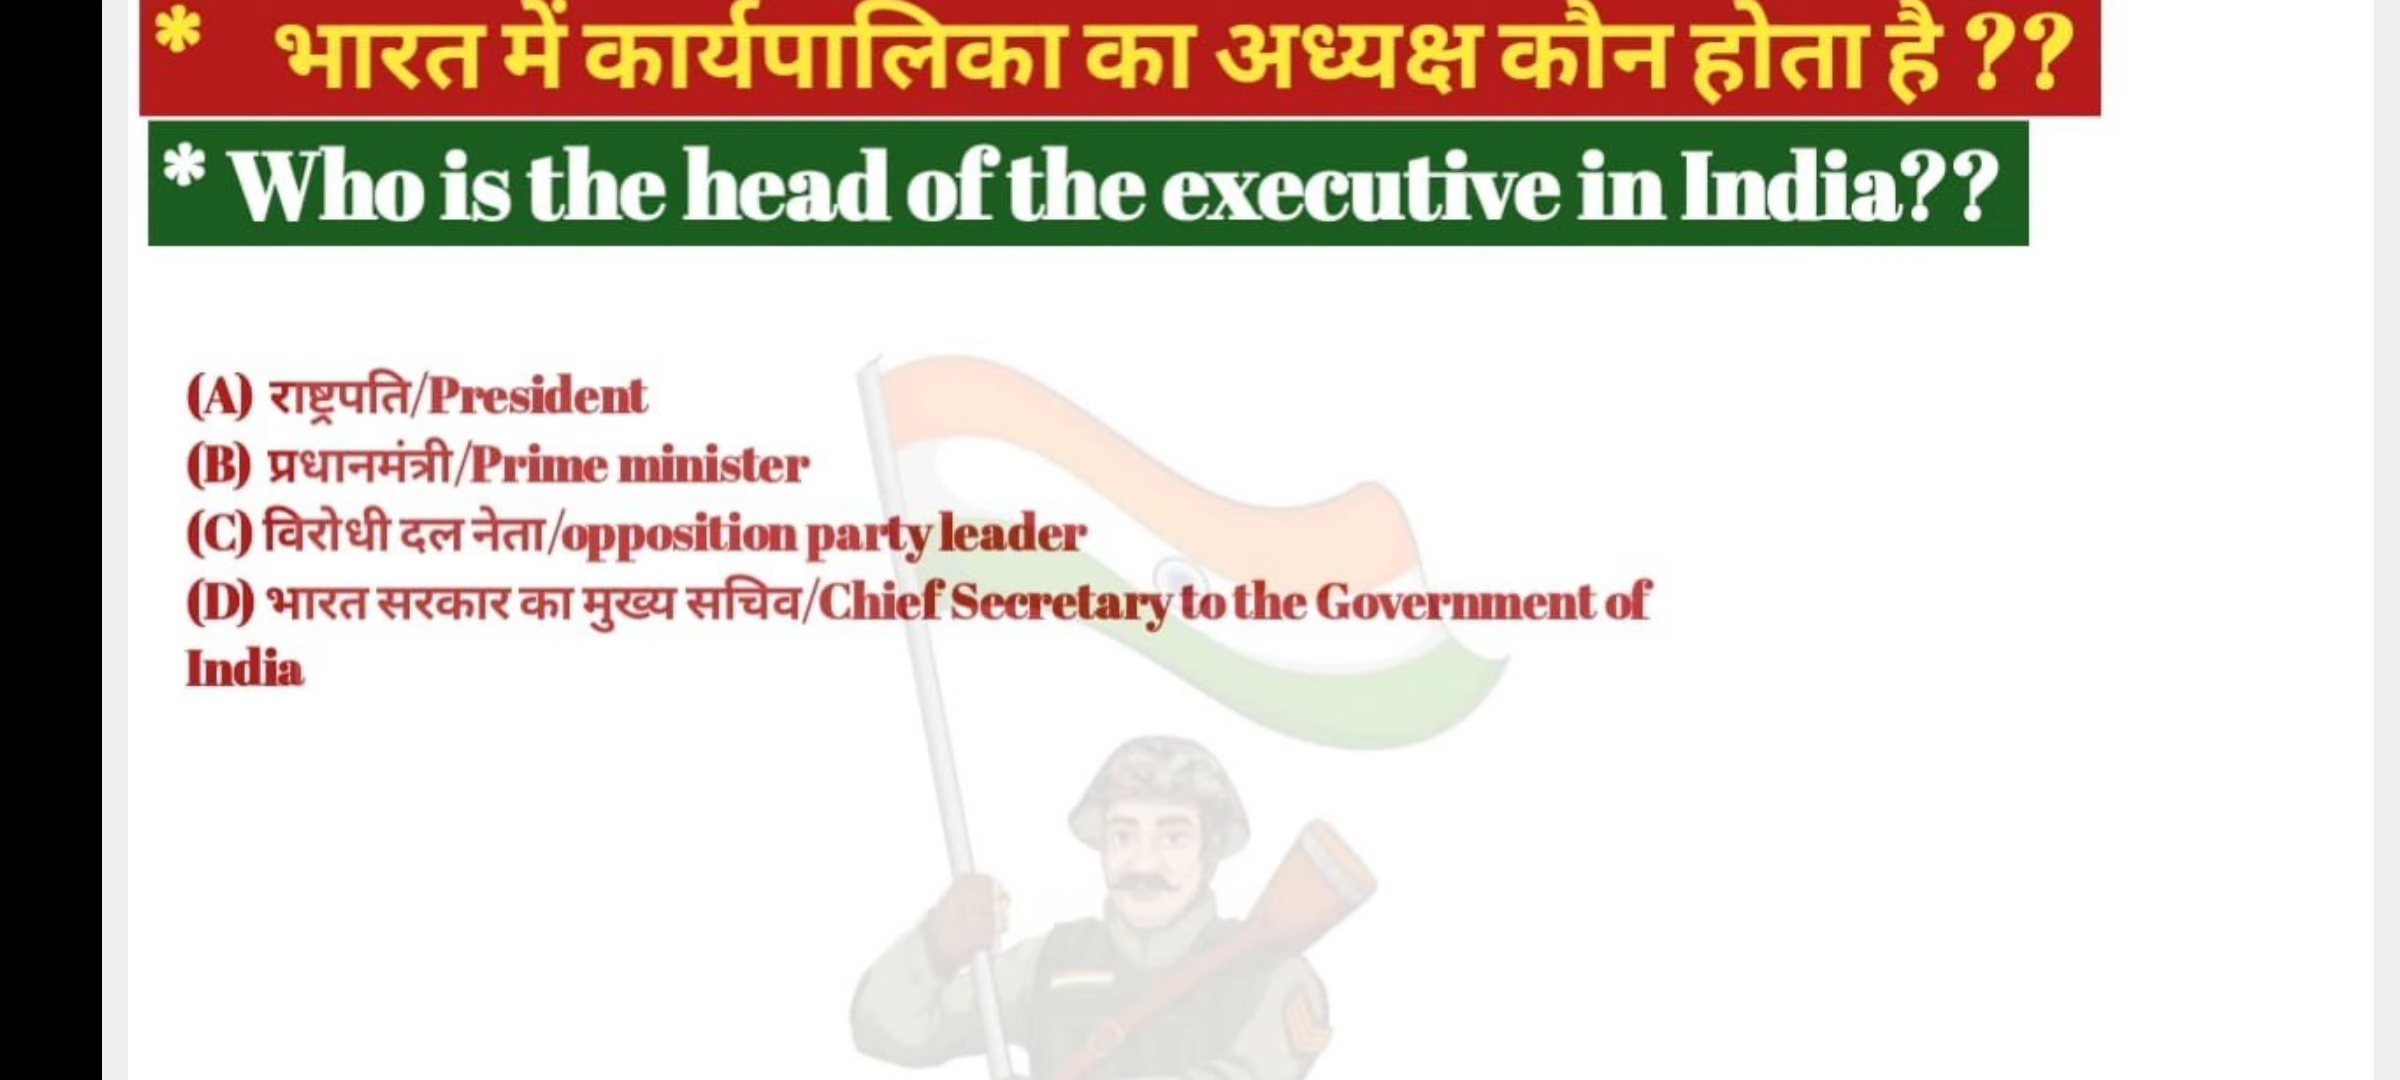 * भारत में कार्यपालिका का अध्यक्ष कौन होता है ??
* Who is the head of the executive in India??
(A) राष्ट्रपति/President
(B) प्रधानमंत्री/Prime minister
(C) विरोधी दल नेता/opposition party leader
(D) भारत सरकार का मुख्य सचिव/Chief Secretary to the Government of
India